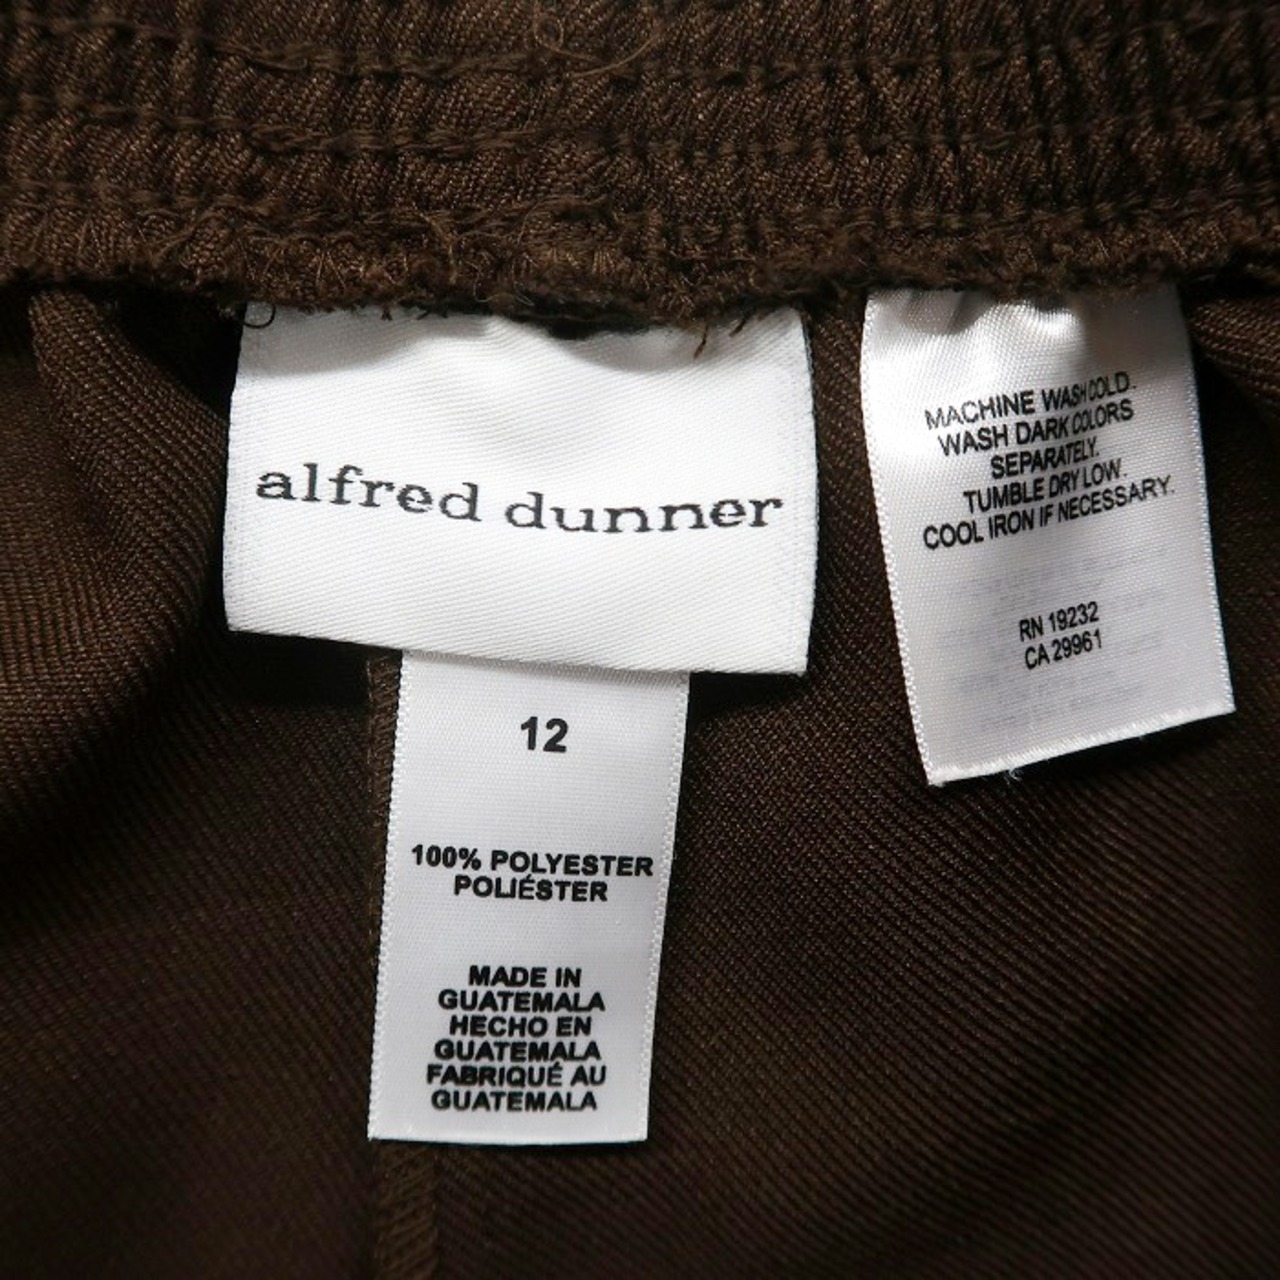 alfred dunner
12
100% POLYESTER
POLIÉSTER
MADE IN
GUATEMALA
HECHO EN
GUATEMALA
FABRIQUÉ AU
GUATEMALA
MACHINE WASH COLD.
WASH DARK COLORS
SEPARATELY.
TUMBLE DRY LOW.
COOL IRON IF NECESSARY.
RN 19232
CA 29961